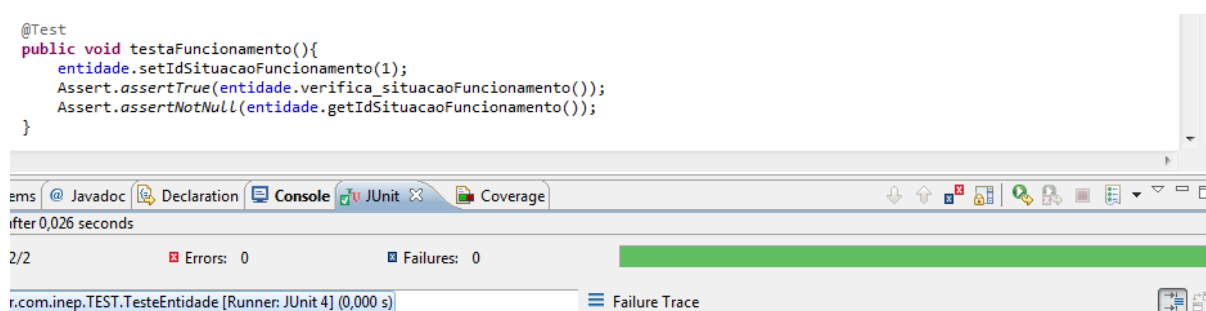 @Test
public void testaFuncionamento(){
entidade.setIdSituacaoFuncionamento(1);
Assert.assertTrue(entidade.verifica_situacaoFuncionamento());
Assert.assertNotNull(entidade.getIdSituacaoFuncionamento());
}
ems @ Javadoc Declaration Console JUnit Coverage
after 0,026 seconds
2/2 Errors: 0 Failures: 0
r.com.inep.TEST.TesteEntidade [Runner: JUnit 4] (0,000 s) Failure Trace